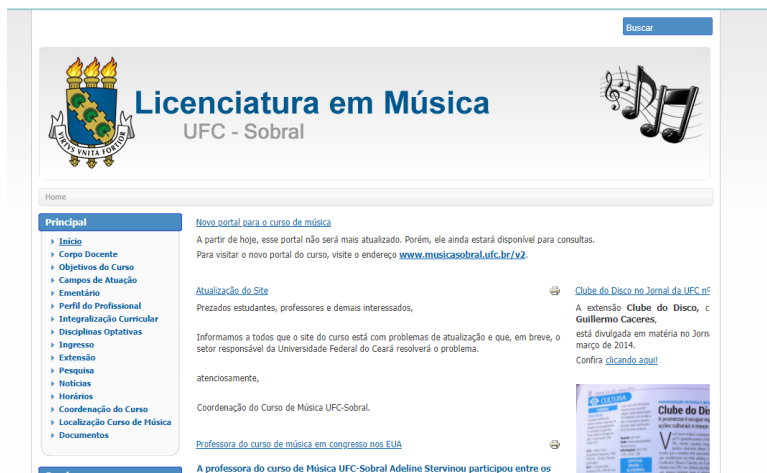 Buscar
Licenciatura em Música
UFC - Sobral
VIRTVS VNITA FORTIOR
Home
Principal
Início
Corpo Docente
Objetivos do Curso
Campos de Atuação
Ementário
Perfil do Profissional
Integralização Curricular
Disciplinas Optativas
Ingresso
Extensão
Pesquisa
Notícias
Horários
Coordenação do Curso
Localização Curso de Música
Documentos
Novo portal para o curso de música
A partir de hoje, esse portal não será mais atualizado. Porém, ele ainda estará disponível para consultas.
Para visitar o novo portal do curso, visite o endereço www.musicasobral.ufc.br/v2.
Atualização do Site
Prezados estudantes, professores e demais interessados,
Informamos a todos que o site do curso está com problemas de atualização e que, em breve, o
setor responsável da Universidade Federal do Ceará resolverá o problema.
atenciosamente,
Coordenação do Curso de Música UFC-Sobral.
Professora do curso de música em congresso nos EUA
A professora do curso de Música UFC-Sobral Adeline Stervinou participou entre os
Clube do Disco no Jornal da UFC nº
A extensão Clube do Disco, c
Guillermo Caceres,
está divulgada em matéria no Jorn
março de 2014.
Confira clicando aqui!
CULTURA
Clube do Dis